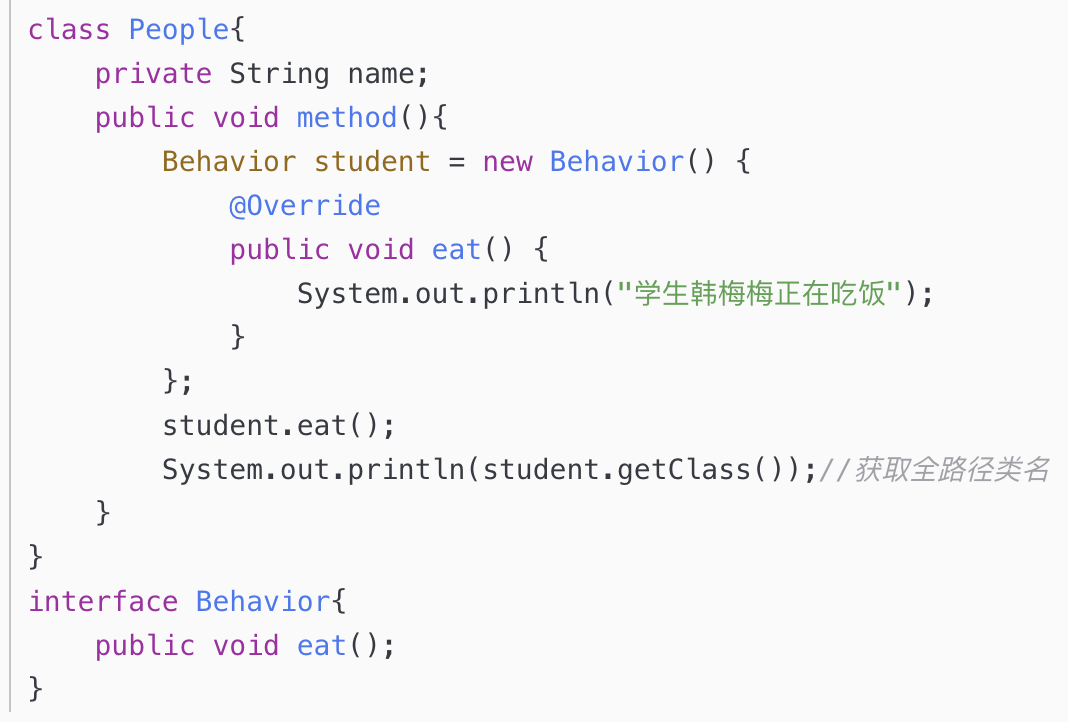 class People{
    private String name;
    public void method(){
        Behavior student = new Behavior() {
            @Override
            public void eat() {
                System.out.println("学生韩梅梅正在吃饭");
            }
        };
        student.eat();
        System.out.println(student.getClass());//获取全路径类名
    }
}
interface Behavior{
    public void eat();
}